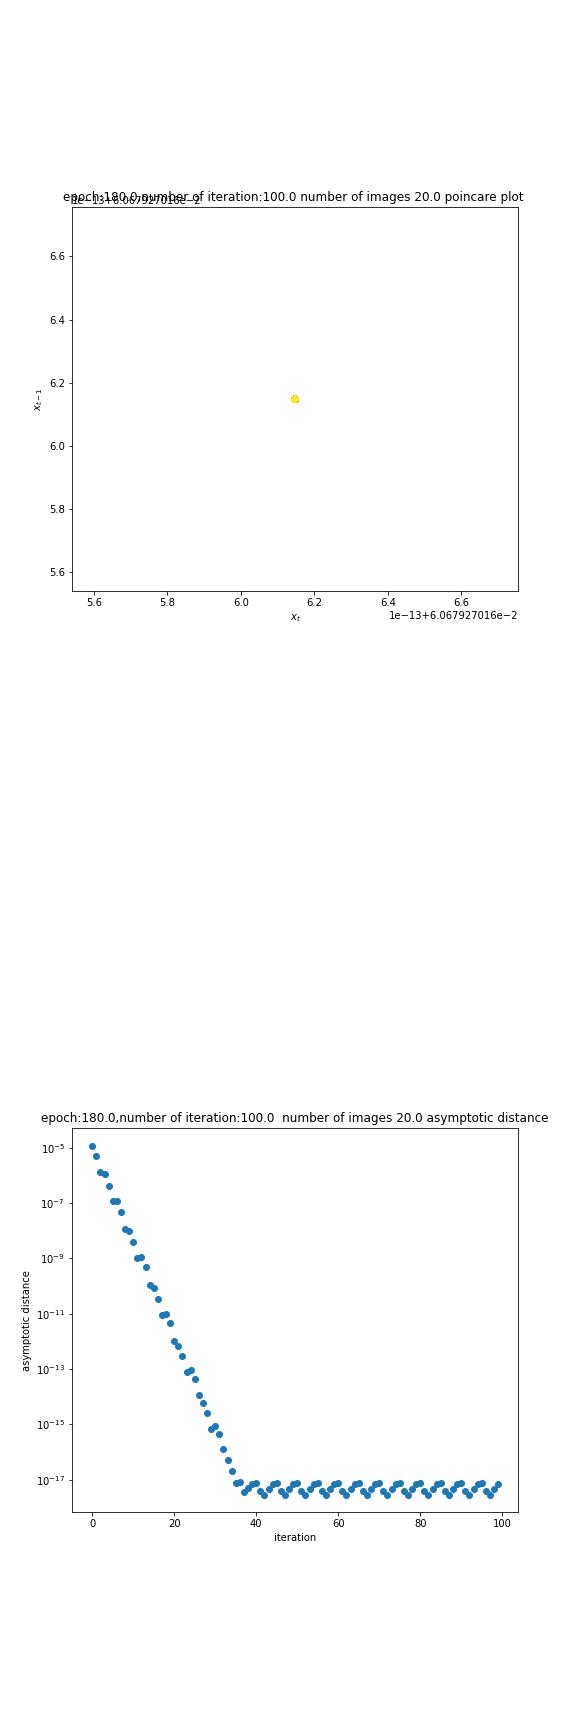 epoch:180.0,number of iteration:100.0 number of images 20.0 poincare plot
1e−13+6.067927016e−2
6.6
6.4
6.2
6.0
5.8
5.6
x_{t−1}
5.6 5.8 6.0 6.2 6.4 6.6
x_t
1e−13+6.067927016e−2
epoch:180.0,number of iteration:100.0  number of images 20.0 asymptotic distance
10⁻⁵
10⁻⁷
10⁻⁹
10⁻¹¹
10⁻¹³
10⁻¹⁵
10⁻¹⁷
asymptotic distance
0 20 40 60 80 100
iteration